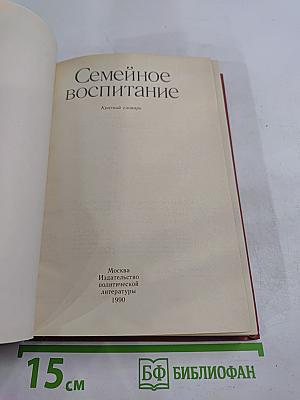 Семейное
воспитание
Краткий словарь
Москва
Издательство
политической
литературы
1990
15 см
БФ БИБЛИОФАН